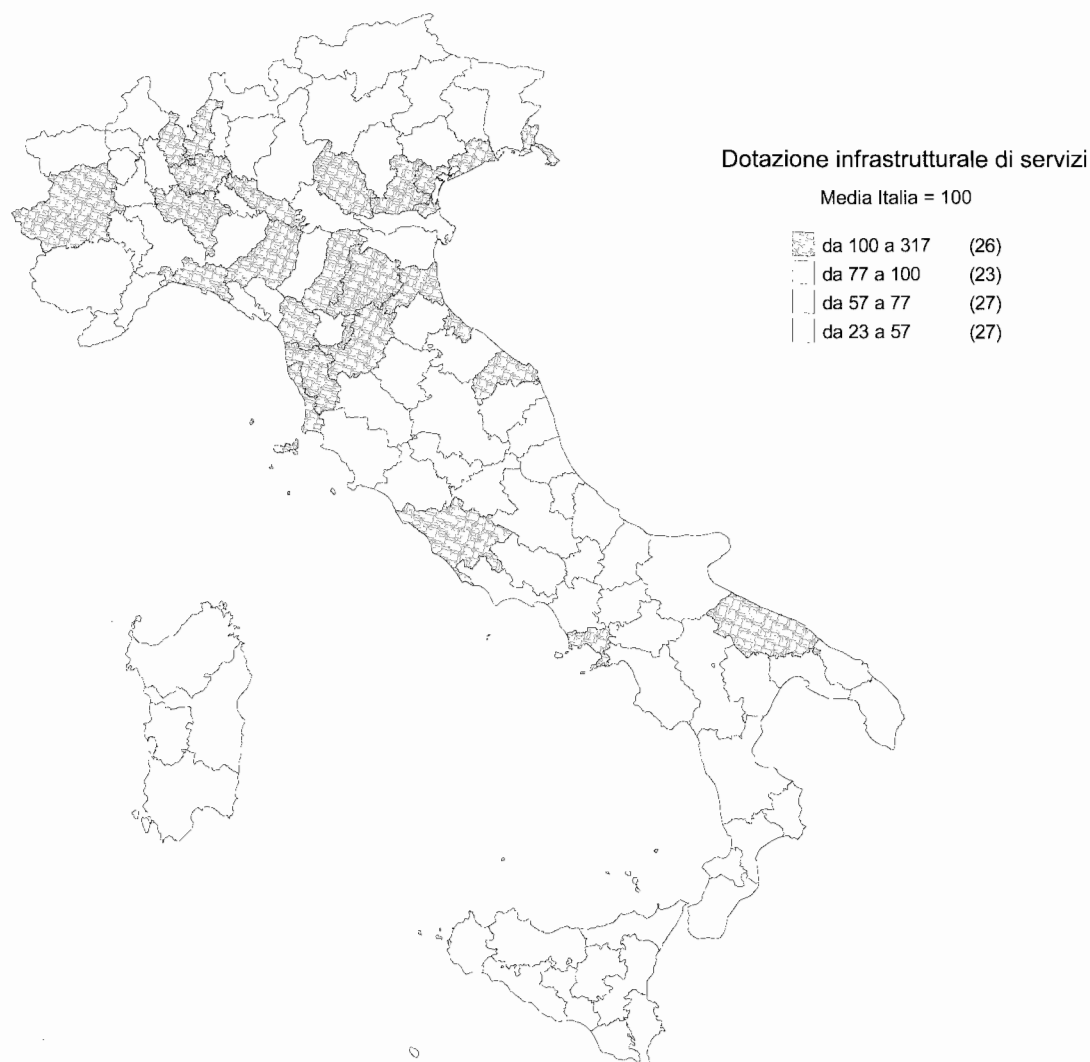 Dotazione infrastrutturale di servizi
Media Italia = 100
da 100 a 317 (26)
da 77 a 100 (23)
da 57 a 77 (27)
da 23 a 57 (27)